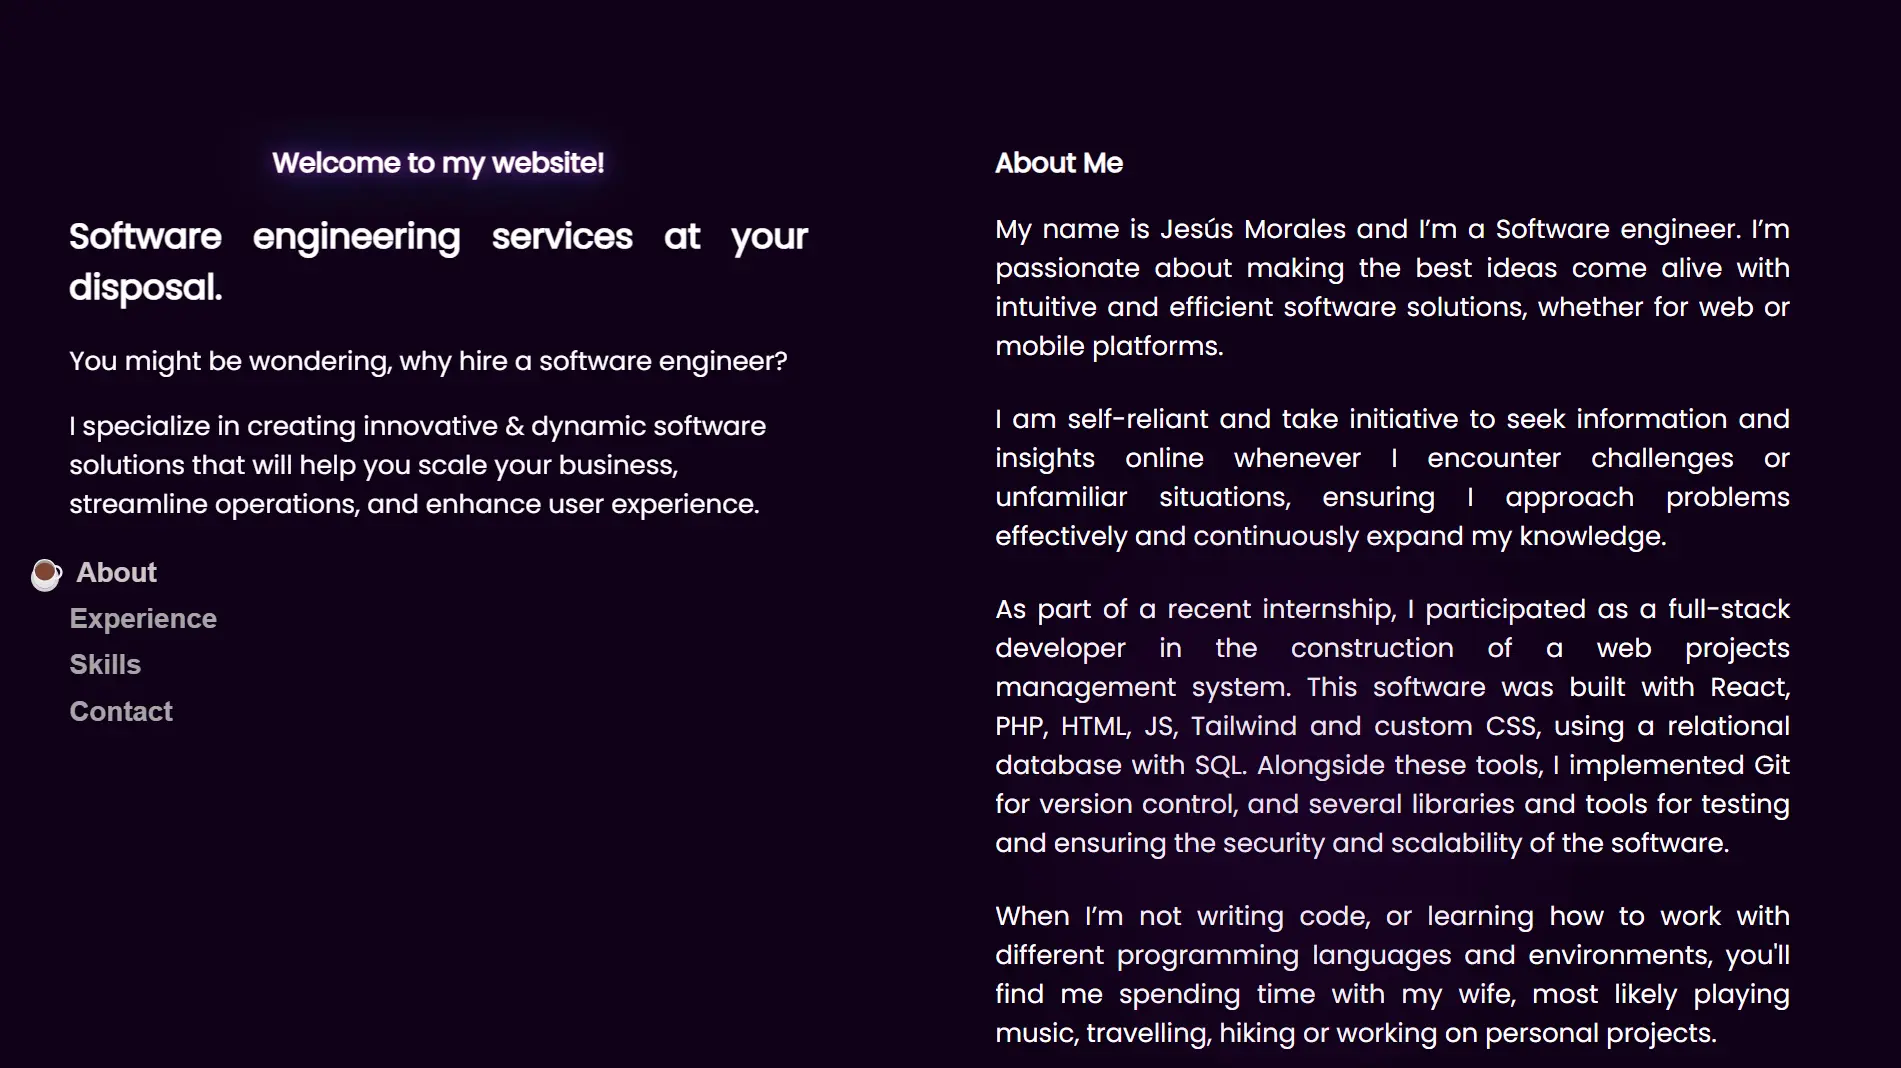 Welcome to my website!
Software engineering services at your
disposal.
You might be wondering, why hire a software engineer?
I specialize in creating innovative & dynamic software
solutions that will help you scale your business,
streamline operations, and enhance user experience.
About
Experience
Skills
Contact
About Me
My name is Jesús Morales and I’m a Software engineer. I’m
passionate about making the best ideas come alive with
intuitive and efficient software solutions, whether for web or
mobile platforms.
I am self-reliant and take initiative to seek information and
insights online whenever I encounter challenges or
unfamiliar situations, ensuring I approach problems
effectively and continuously expand my knowledge.
As part of a recent internship, I participated as a full-stack
developer in the construction of a web projects
management system. This software was built with React,
PHP, HTML, JS, Tailwind and custom CSS, using a relational
database with SQL. Alongside these tools, I implemented Git
for version control, and several libraries and tools for testing
and ensuring the security and scalability of the software.
When I’m not writing code, or learning how to work with
different programming languages and environments, you'll
find me spending time with my wife, most likely playing
music, travelling, hiking or working on personal projects.